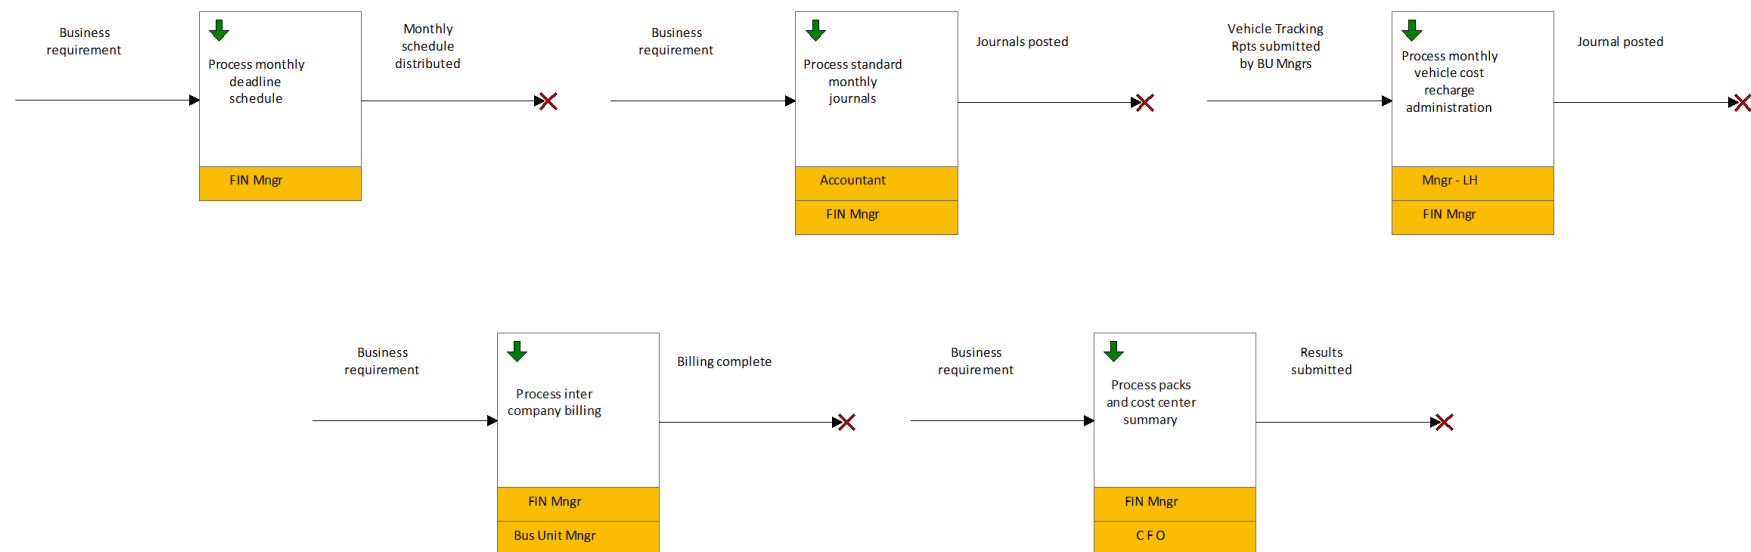 Business
requirement
Process monthly
deadline
schedule
FIN Mngr
Monthly
schedule
distributed
Business
requirement
Process standard
monthly
journals
Accountant
FIN Mngr
Journals posted
Vehicle Tracking
Rpts submitted
by BU Mngrs
Process monthly
vehicle cost
recharge
administration
Mngr - LH
FIN Mngr
Journal posted
Business
requirement
Process inter
company billing
FIN Mngr
Bus Unit Mngr
Billing complete
Business
requirement
Process packs
and cost center
summary
FIN Mngr
C F O
Results
submitted